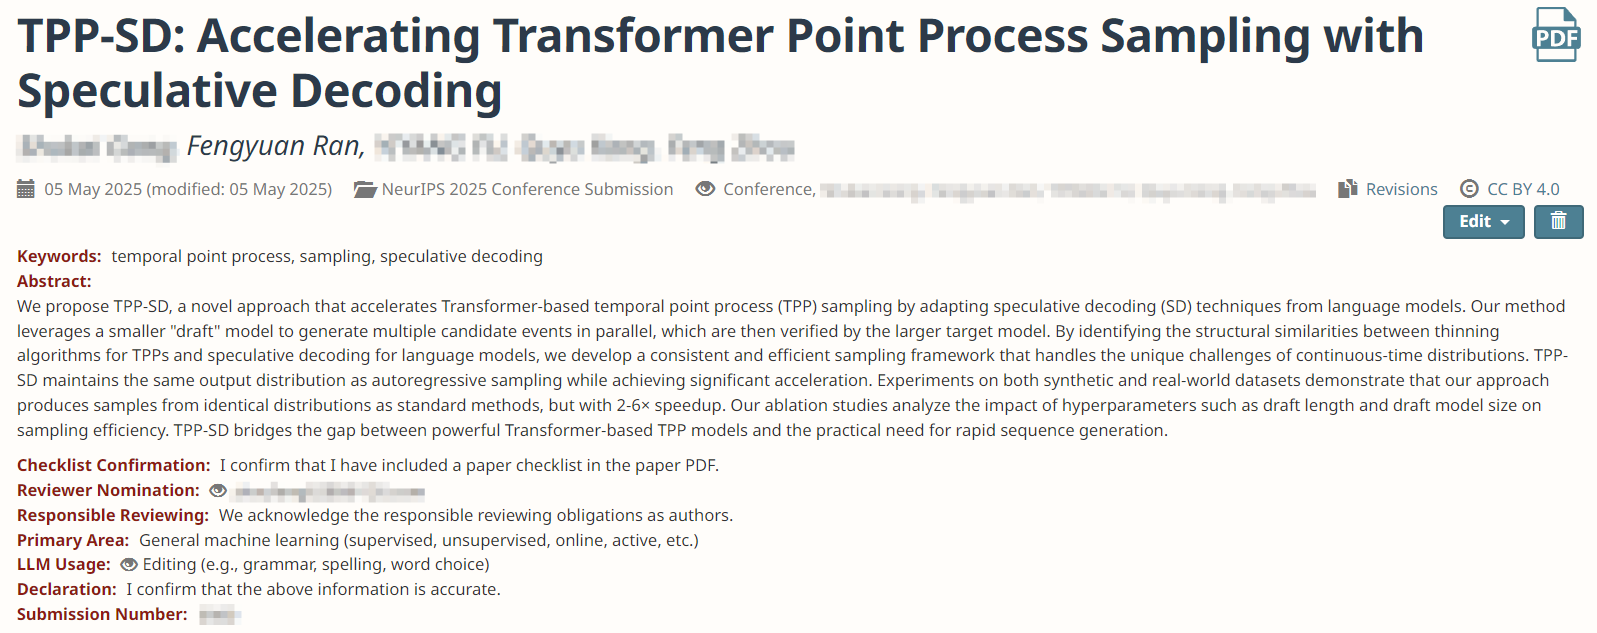 TPP-SD: Accelerating Transformer Point Process Sampling with
Speculative Decoding
PDF
Fengyuan Ran,
05 May 2025 (modified: 05 May 2025) NeurIPS 2025 Conference Submission Conference, Revisions CC BY 4.0
Edit
Keywords: temporal point process, sampling, speculative decoding
Abstract:
We propose TPP-SD, a novel approach that accelerates Transformer-based temporal point process (TPP) sampling by adapting speculative decoding (SD) techniques from language models. Our method
leverages a smaller "draft" model to generate multiple candidate events in parallel, which are then verified by the larger target model. By identifying the structural similarities between thinning
algorithms for TPPs and speculative decoding for language models, we develop a consistent and efficient sampling framework that handles the unique challenges of continuous-time distributions. TPP-
SD maintains the same output distribution as autoregressive sampling while achieving significant acceleration. Experiments on both synthetic and real-world datasets demonstrate that our approach
produces samples from identical distributions as standard methods, but with 2-6× speedup. Our ablation studies analyze the impact of hyperparameters such as draft length and draft model size on
sampling efficiency. TPP-SD bridges the gap between powerful Transformer-based TPP models and the practical need for rapid sequence generation.
Checklist Confirmation: I confirm that I have included a paper checklist in the paper PDF.
Reviewer Nomination:
Responsible Reviewing: We acknowledge the responsible reviewing obligations as authors.
Primary Area: General machine learning (supervised, unsupervised, online, active, etc.)
LLM Usage: Editing (e.g., grammar, spelling, word choice)
Declaration: I confirm that the above information is accurate.
Submission Number: